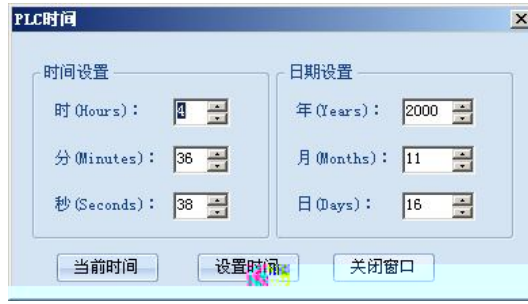 PLC时间
时间设置
时(Hours): 4
分(Minutes): 36
秒(Seconds): 38
日期设置
年(Years): 2000
月(Months): 11
日(Days): 16
当前时间 设置时间 关闭窗口